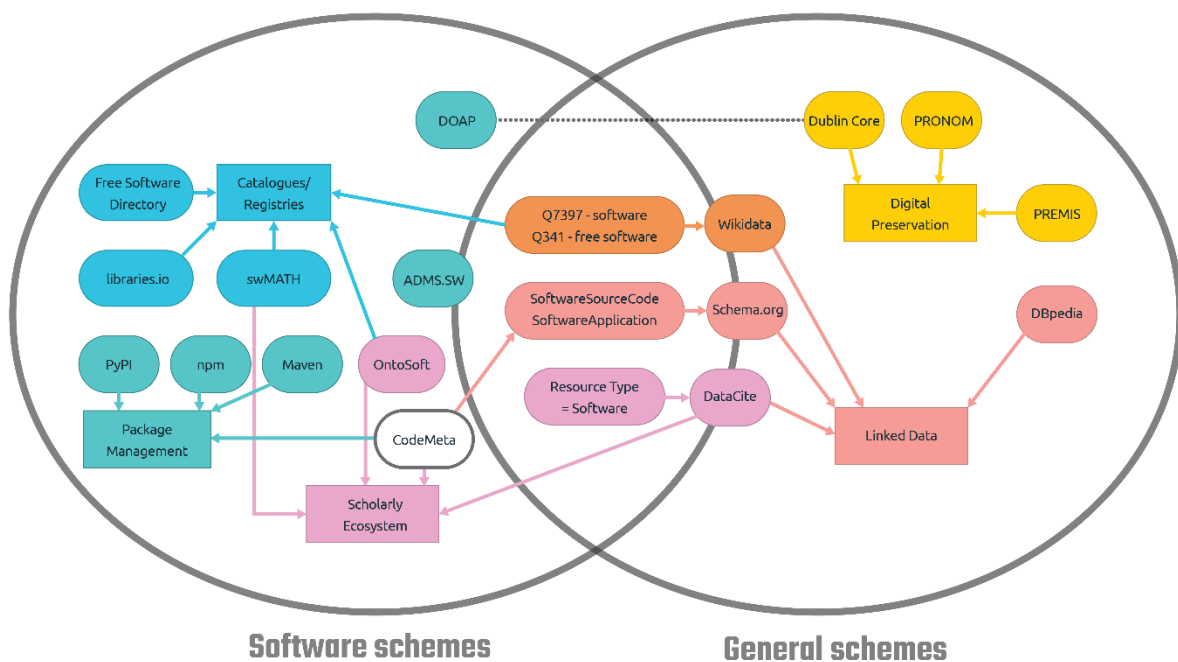 DOAP
Dublin Core
PRONOM
Free Software
Directory
Catalogues/
Registries
Digital
Preservation
PREMIS
Q7397 - software
Q341 - free software
Wikidata
libraries.io
swMATH
ADMS.SW
SoftwareSourceCode
SoftwareApplication
Schema.org
DBpedia
PyPI
npm
Maven
OntoSoft
Resource Type
= Software
DataCite
Package
Management
CodeMeta
Linked Data
Scholarly
Ecosystem
Software schemes
General schemes